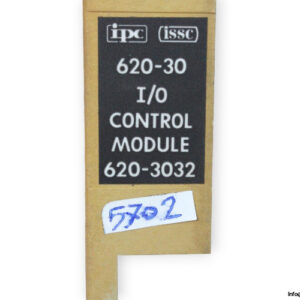 ipc issc
620-30
I/O
CONTROL
MODULE
620-3032
5702